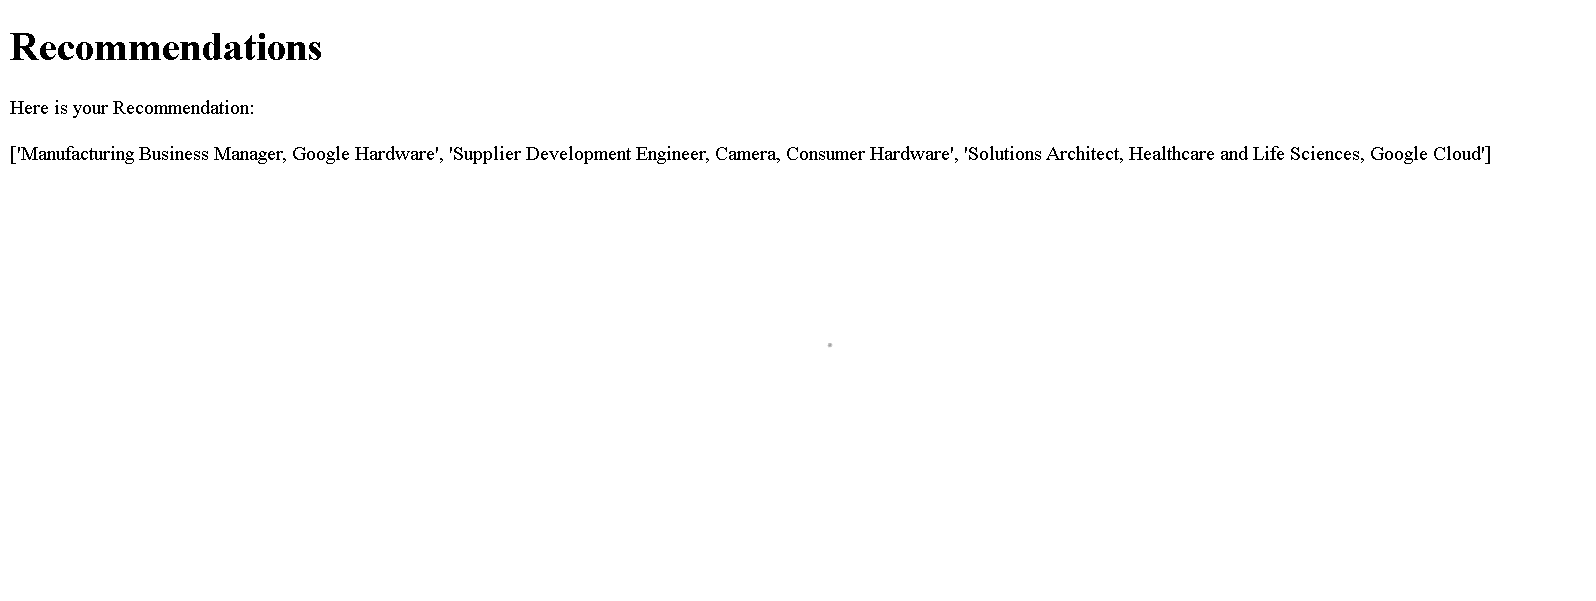 Recommendations
Here is your Recommendation:
['Manufacturing Business Manager, Google Hardware', 'Supplier Development Engineer, Camera, Consumer Hardware', 'Solutions Architect, Healthcare and Life Sciences, Google Cloud']